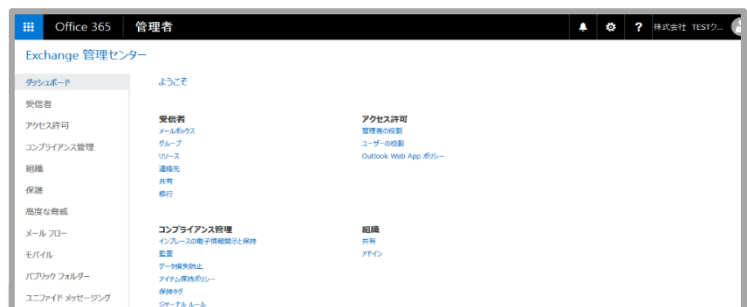 Office 365 管理者 ? 株式会社 TESTク...
Exchange 管理センター
ダッシュボード
受信者
アクセス許可
コンプライアンス管理
組織
保護
高度な脅威
メール フロー
モバイル
パブリック フォルダー
ユニファイド メッセージング
ようこそ
受信者
メールボックス
グループ
リソース
連絡先
共有
移行
アクセス許可
管理者の役割
ユーザーの役割
Outlook Web App ポリシー
コンプライアンス管理
インプレースの電子情報開示と保持
監査
データ損失防止
アイテム保持ポリシー
保持タグ
ジャーナル ルール
組織
共有
アドイン